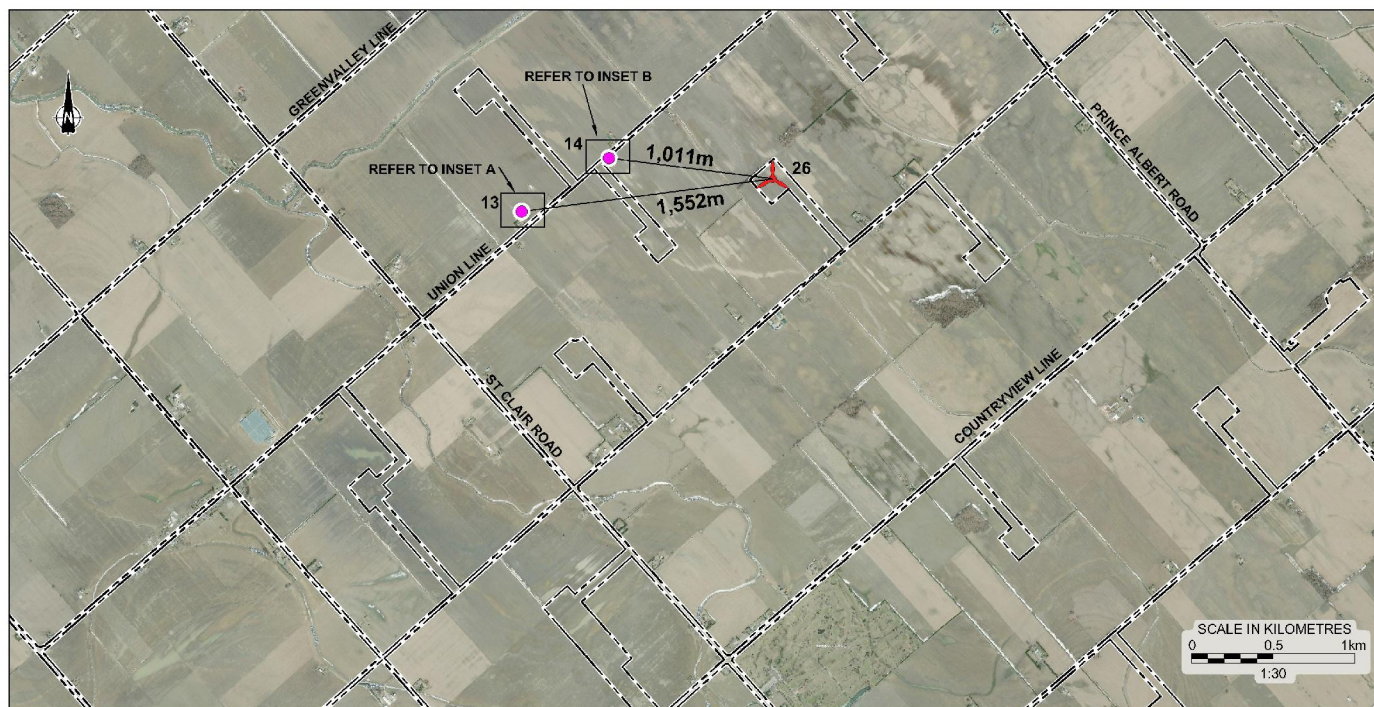 GREENVALLEY LINE
REFER TO INSET B
14
1,011m
26
REFER TO INSET A
13
1,552m
N
UNION LINE
PRINCE ALBERT ROAD
ST CLAIR ROAD
COUNTRYVIEW LINE
SCALE IN KILOMETRES
0 0.5 1km
1:30